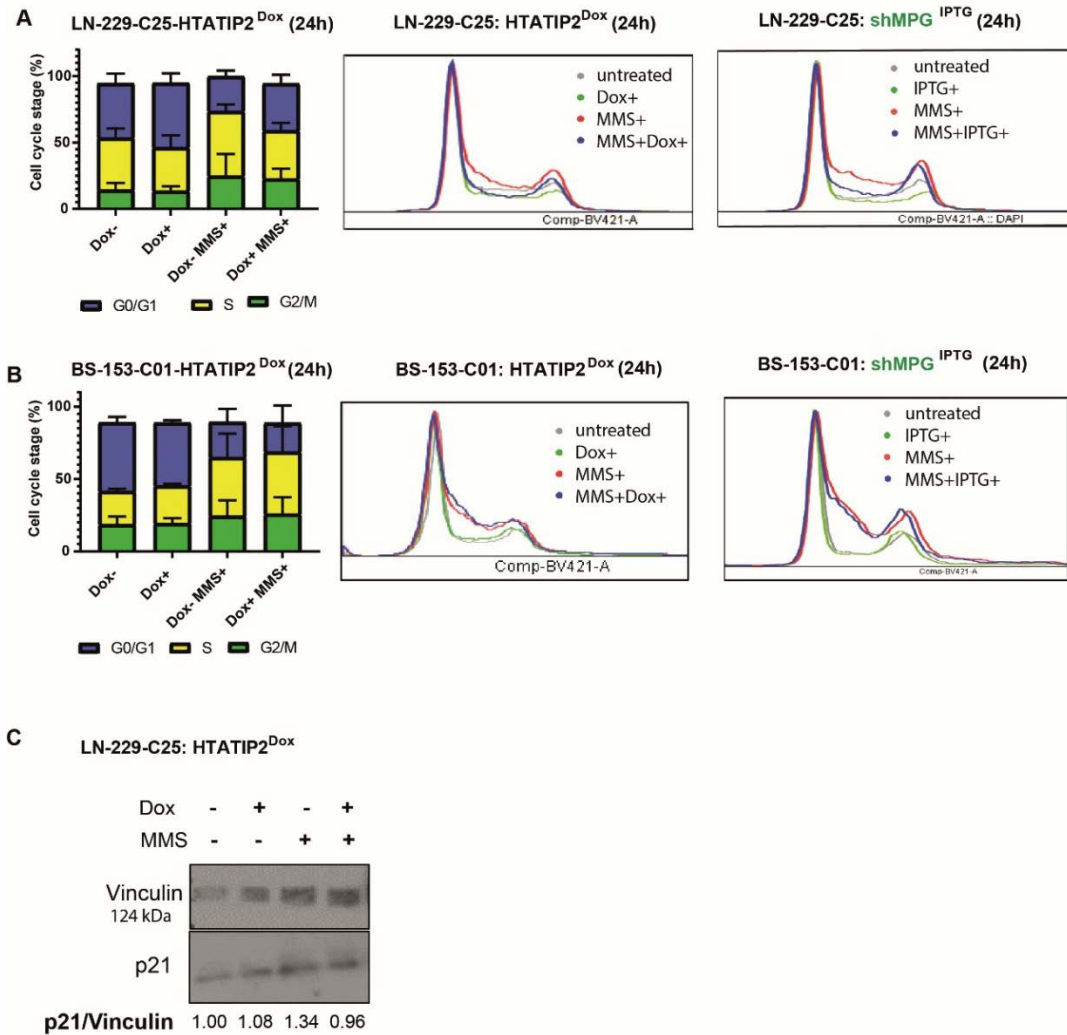 A
LN-229-C25-HTATIP2 Dox (24h)
Cell cycle stage (%)
100
50
0
Dox-
Dox+
Dox- MMS+
Dox+ MMS+
G0/G1
S
G2/M
LN-229-C25: HTATIP2 Dox (24h)
untreated
Dox+
MMS+
MMS+Dox+
Comp-BV421-A
LN-229-C25: shMPG IPTG (24h)
untreated
IPTG+
MMS+
MMS+IPTG+
Comp-BV421-A :: DAPI
B
BS-153-C01-HTATIP2 Dox (24h)
Cell cycle stage (%)
100
50
0
Dox-
Dox+
Dox- MMS+
Dox+ MMS+
G0/G1
S
G2/M
BS-153-C01: HTATIP2 Dox (24h)
untreated
Dox+
MMS+
MMS+Dox+
Comp-BV421-A
BS-153-C01: shMPG IPTG (24h)
untreated
IPTG+
MMS+
MMS+IPTG+
Comp-BV421-A
C
LN-229-C25: HTATIP2Dox
Dox - + - +
MMS - - + +
Vinculin
124 kDa
p21
p21/Vinculin 1.00 1.08 1.34 0.96